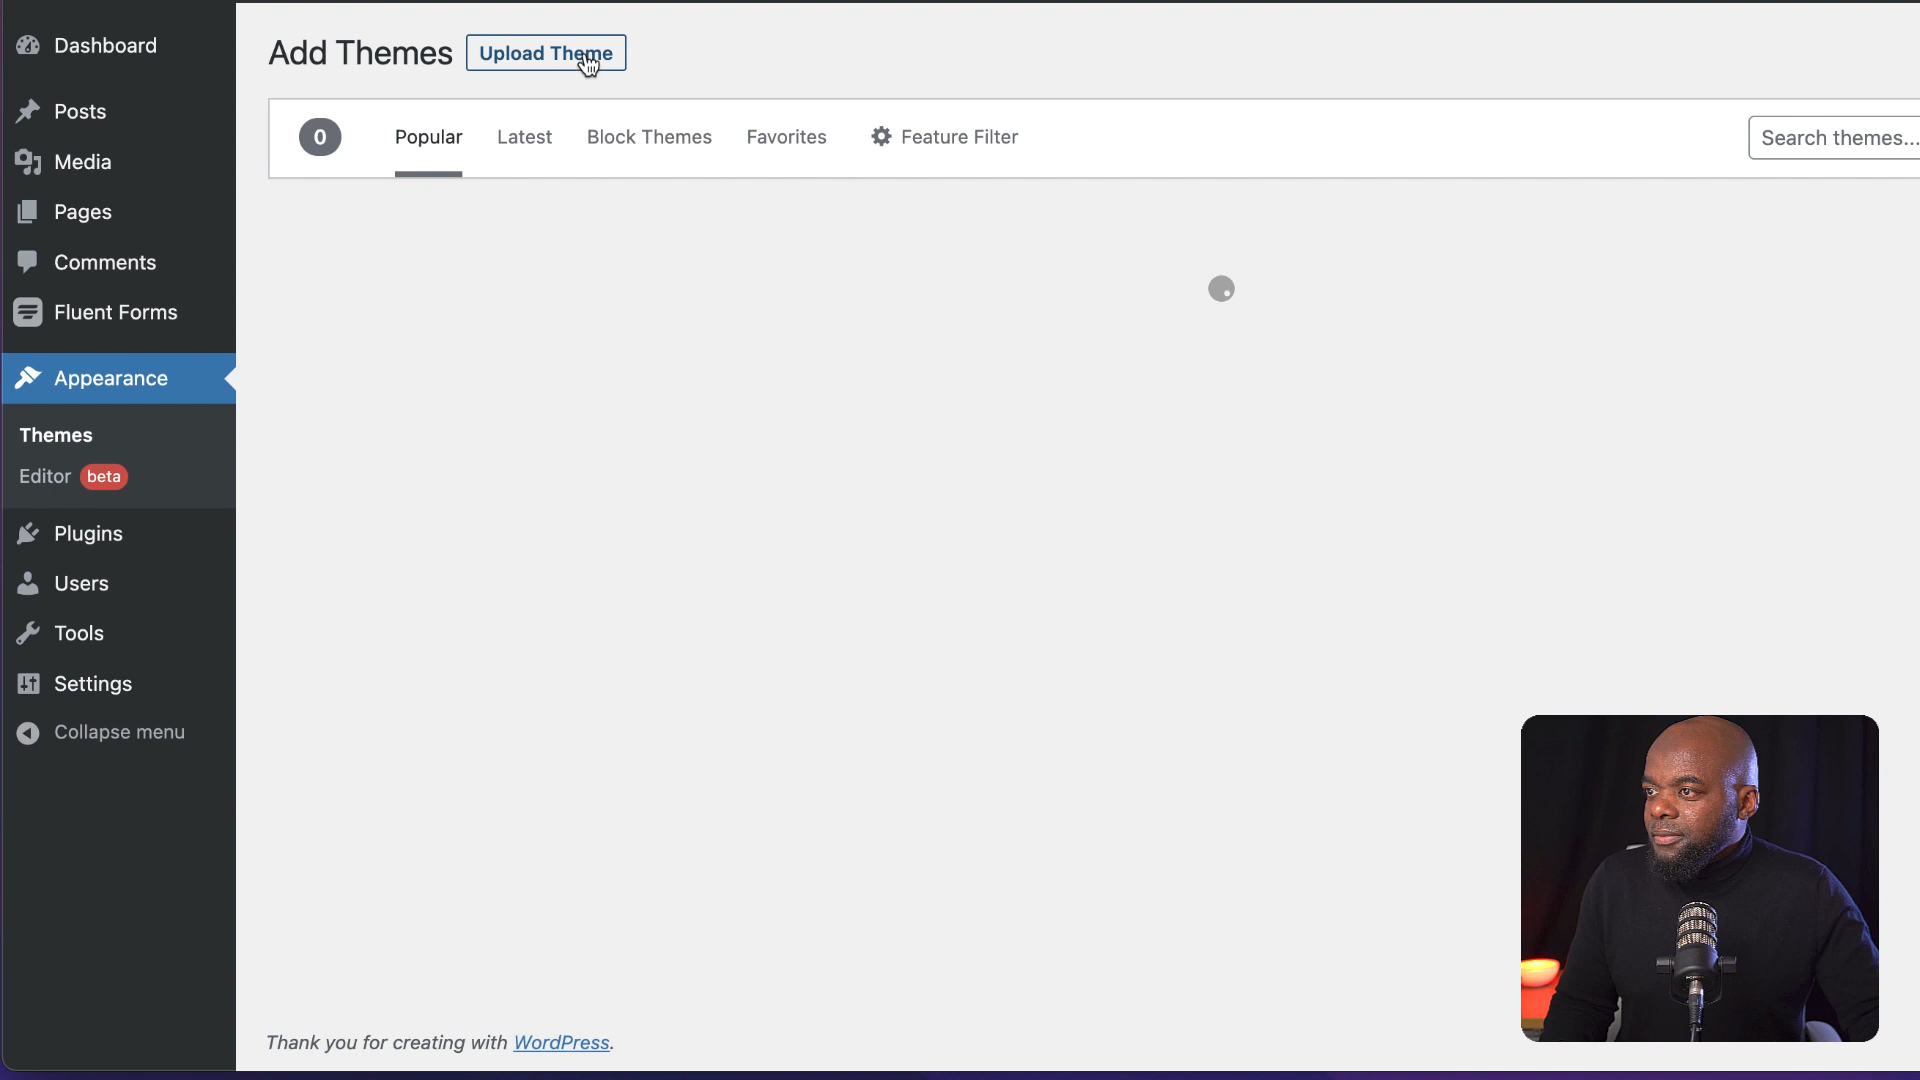 Dashboard
Posts
Media
Pages
Comments
Fluent Forms
Appearance
Themes
Editor beta
Plugins
Users
Tools
Settings
Collapse menu
Add Themes Upload Theme
0 Popular Latest Block Themes Favorites Feature Filter Search themes...
Thank you for creating with WordPress.